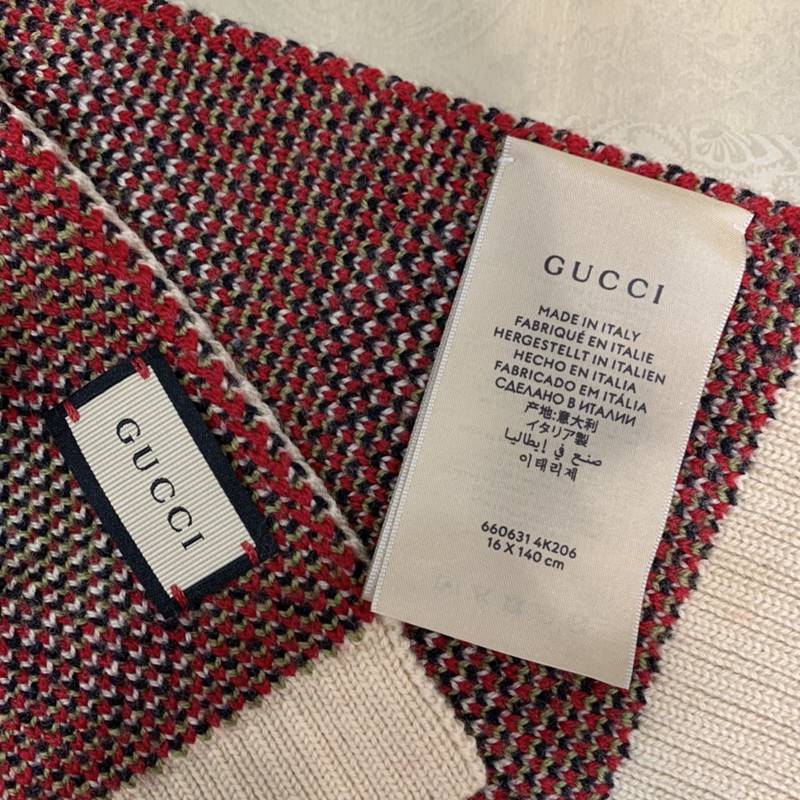 GUCCI
GUCCI
MADE IN ITALY
FABRIQUÉ EN ITALIE
HERGESTELLT IN ITALIEN
HECHO EN ITALIA
FABRICADO EM ITÁLIA
СДЕЛАНО В ИТАЛИИ
产地:意大利
イタリア製
صنع في إيطاليا
이태리제
660631 4K206
16 X 140 cm